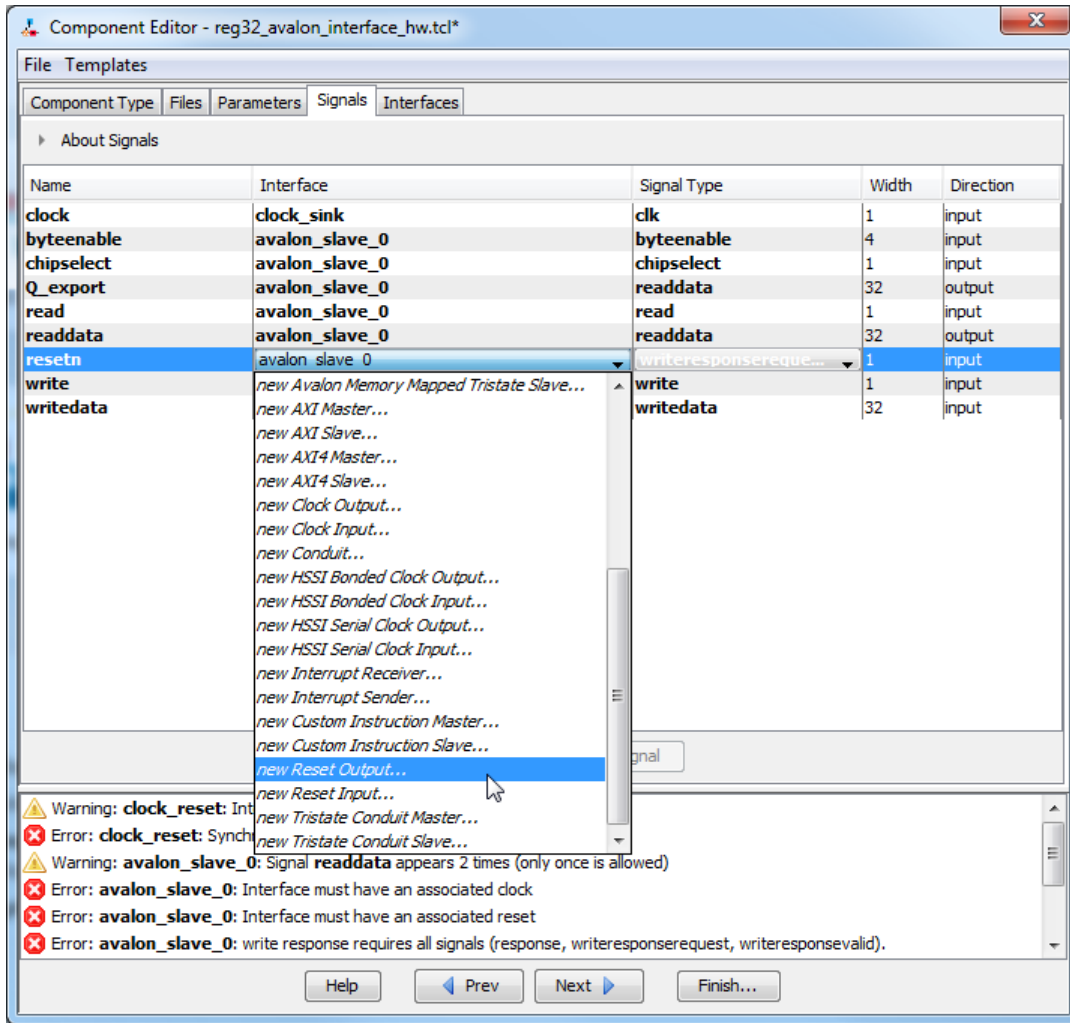 Component Editor - reg32_avalon_interface_hw.tcl*
File Templates
Component Type Files Parameters Signals Interfaces
About Signals
Name Interface Signal Type Width Direction
clock clock_sink clk 1 input
byteenable avalon_slave_0 byteenable 4 input
chipselect avalon_slave_0 chipselect 1 input
Q_export avalon_slave_0 readdata 32 output
read avalon_slave_0 read 1 input
readdata avalon_slave_0 readdata 32 output
resetn avalon_slave_0 writeresponsereque... 1 input
write new Avalon Memory Mapped Tristate Slave... write 1 input
writedata new AXI Master... writedata 32 input
new AXI Slave...
new AXI4 Master...
new AXI4 Slave...
new Clock Output...
new Clock Input...
new Conduit...
new HSSI Bonded Clock Output...
new HSSI Bonded Clock Input...
new HSSI Serial Clock Output...
new HSSI Serial Clock Input...
new Interrupt Receiver...
new Interrupt Sender...
new Custom Instruction Master...
new Custom Instruction Slave...
new Reset Output...
new Reset Input...
new Tristate Conduit Master...
new Tristate Conduit Slave...
Warning: clock_reset: Int
Error: clock_reset: Synch
Warning: avalon_slave_0: Signal readdata appears 2 times (only once is allowed)
Error: avalon_slave_0: Interface must have an associated clock
Error: avalon_slave_0: Interface must have an associated reset
Error: avalon_slave_0: write response requires all signals (response, writeresponserequest, writeresponsevalid).
Help Prev Next Finish...